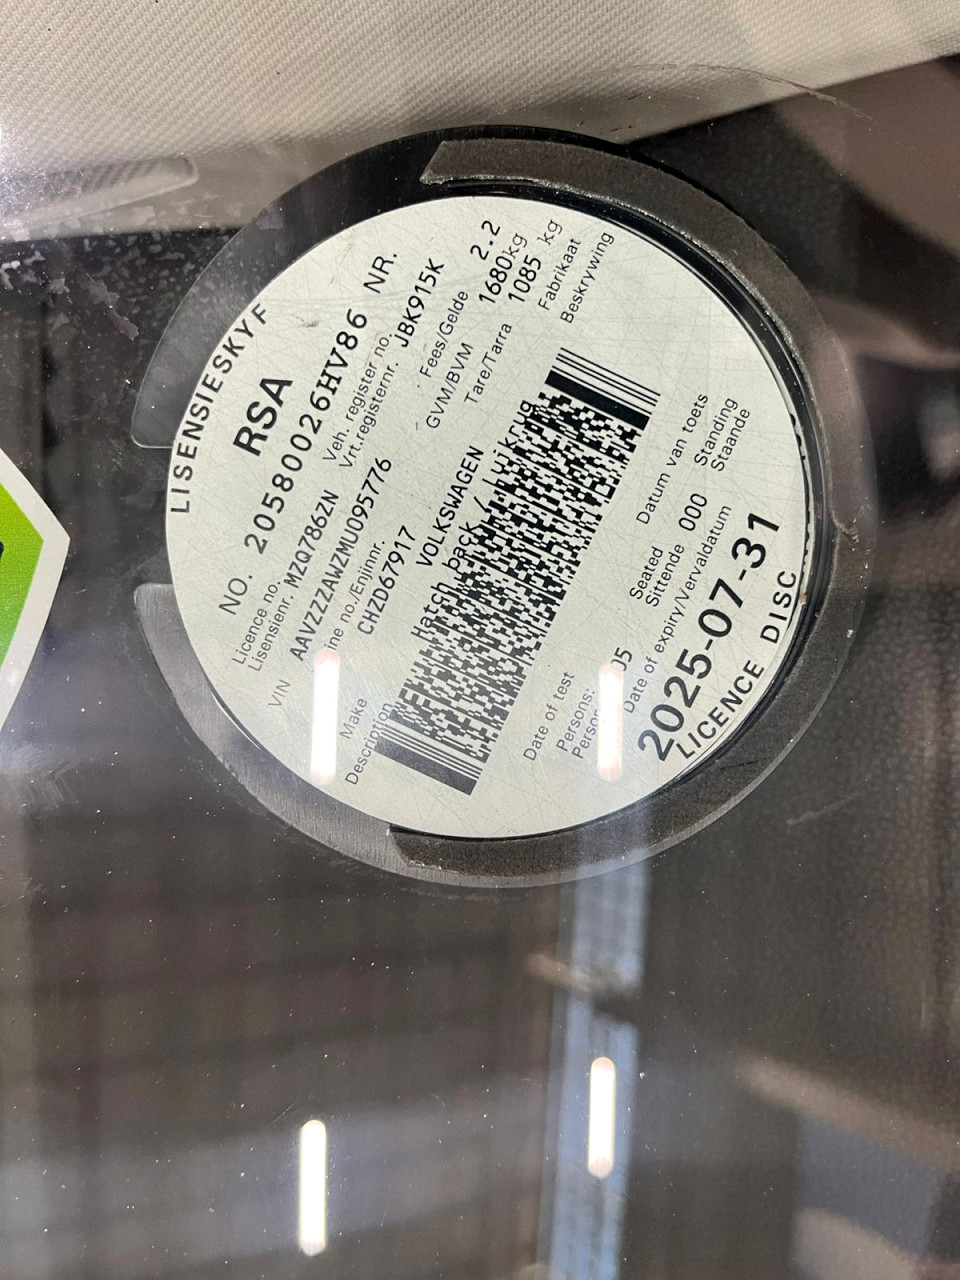 LISENSIESKYF
RSA
NO. 20580026HV86 NR.
Licence no. Veh. register no.
Lisensienr. MZQ786ZN Vrt.registernr. JBK915K
VIN AAVZZZAWZMU095776 Fees/Gelde 2.2
ine no./Enjinnr. GVM/BVM 1680kg
CHZD67917 Tare/Tarra 1085 kg
Make VOLKSWAGEN Fabrikaat
Description Hatch back / Luikrug Beskrywing
Date of test Datum van toets
Persons: 05 Seated 000 Standing
Sittende Staande
Date of expiry/Vervaldatum
2025-07-31
LICENCE DISC